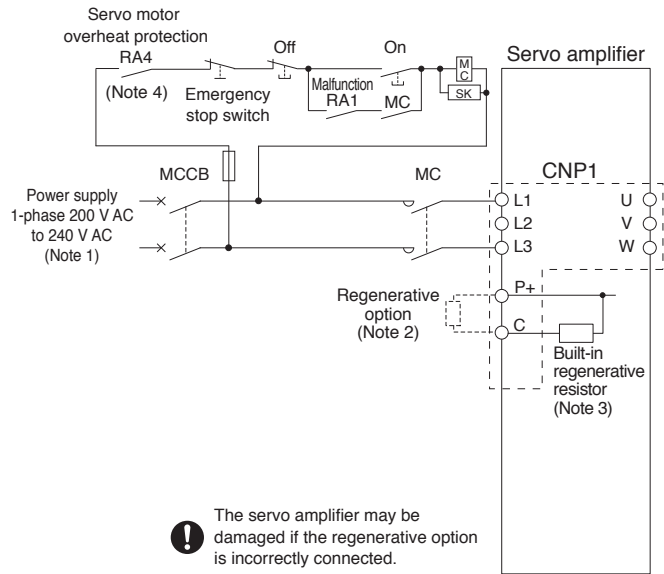 Servo motor
overheat protection
RA4
(Note 4)
Emergency
stop switch
Off
On
Malfunction
RA1
MC
M
C
SK
Servo amplifier
MCCB
MC
CNP1
Power supply
1-phase 200 V AC
to 240 V AC
(Note 1)
L1
L2
L3
U
V
W
Regenerative
option
(Note 2)
P+
C
Built-in
regenerative
resistor
(Note 3)
The servo amplifier may be
damaged if the regenerative option
is incorrectly connected.